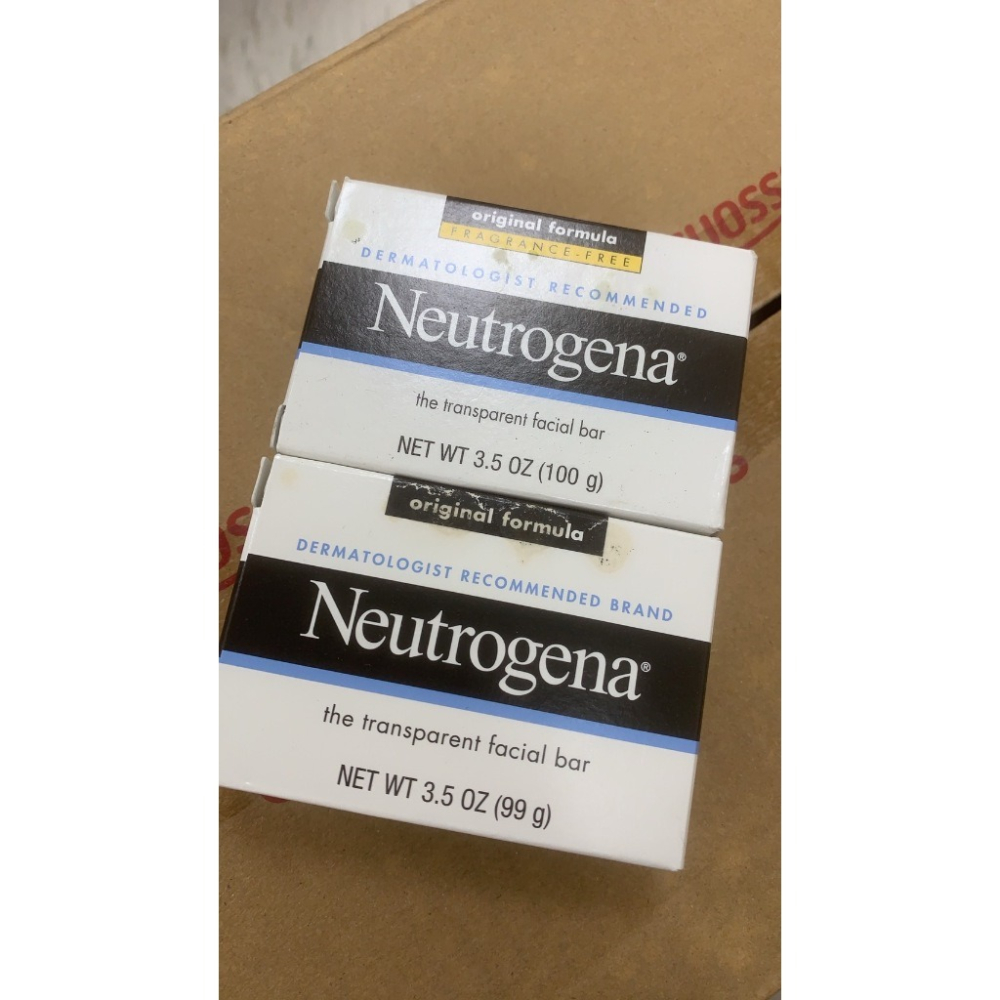 original formula
FRAGRANCE-FREE
DERMATOLOGIST RECOMMENDED
Neutrogena®
the transparent facial bar
NET WT 3.5 OZ (100 g)
original formula
DERMATOLOGIST RECOMMENDED BRAND
Neutrogena®
the transparent facial bar
NET WT 3.5 OZ (99 g)